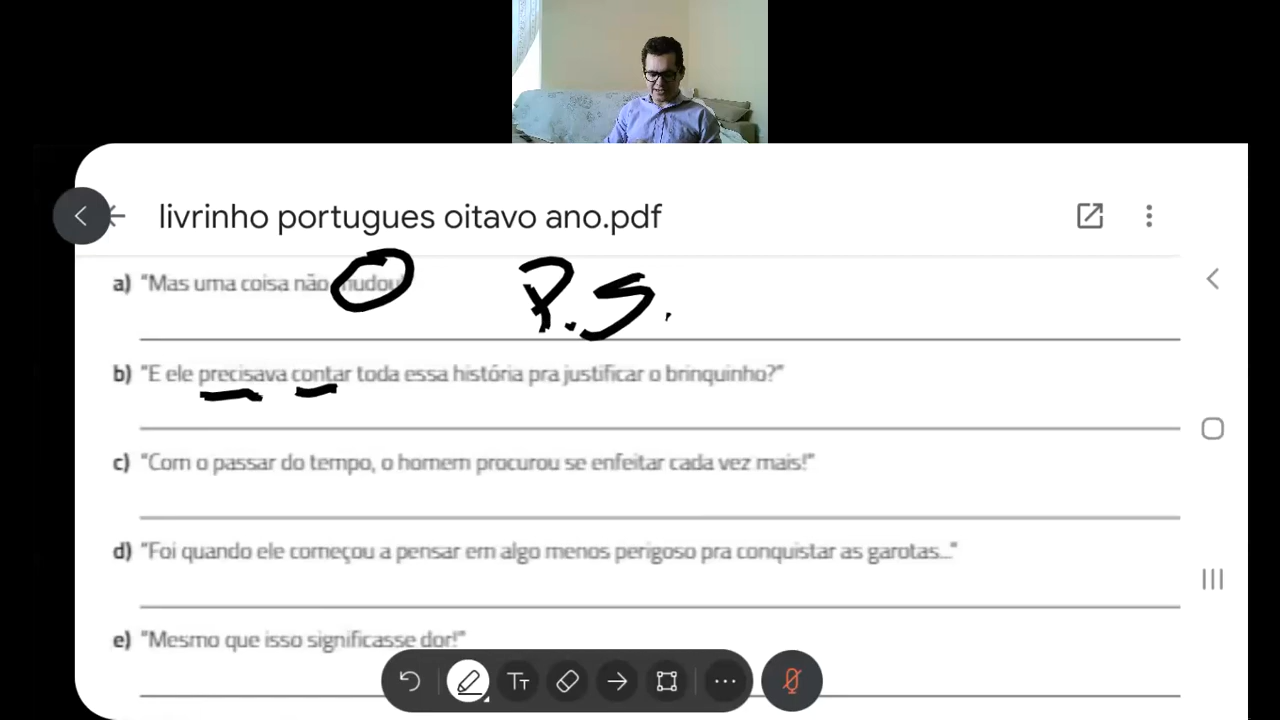 livrinho portugues oitavo ano.pdf
a) "Mas uma coisa não mudou P.S.
b) "E ele precisava contar toda essa história pra justificar o brinquinho?"
c) "Com o passar do tempo, o homem procurou se enfeitar cada vez mais!"
d) "Foi quando ele começou a pensar em algo menos perigoso pra conquistar as garotas..."
e) "Mesmo que isso significasse dor!"
TT